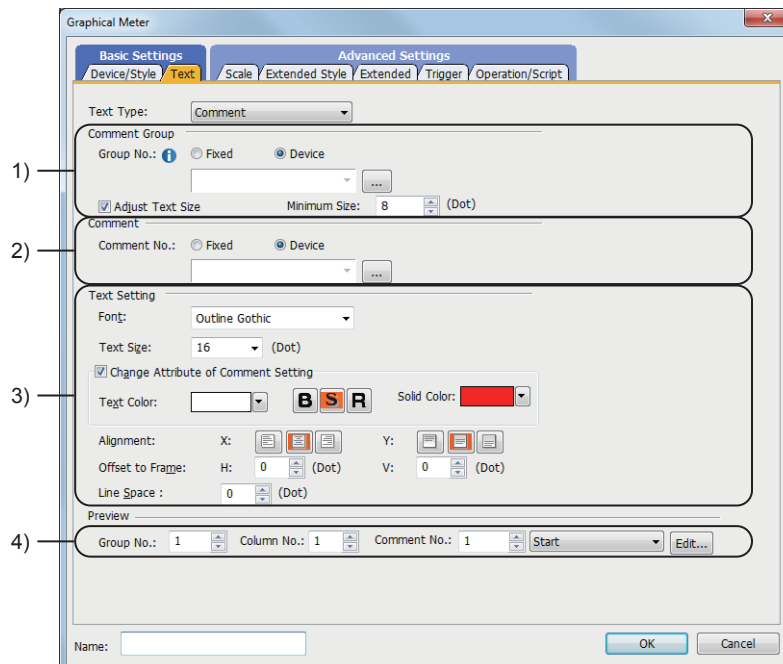 Graphical Meter
x
Basic Settings Advanced Settings
Device/Style Text Scale Extended Style Extended Trigger Operation/Script
Text Type: Comment
Comment Group
1) Group No.: i Fixed Device
...
Adjust Text Size Minimum Size: 8 (Dot)
Comment
2) Comment No.: Fixed Device
...
Text Setting
Font: Outline Gothic
Text Size: 16 (Dot)
Change Attribute of Comment Setting
3) Text Color: B S R Solid Color:
Alignment: X: Y:
Offset to Frame: H: 0 (Dot) V: 0 (Dot)
Line Space : 0 (Dot)
Preview
4) Group No.: 1 Column No.: 1 Comment No.: 1 Start Edit...
Name: OK Cancel